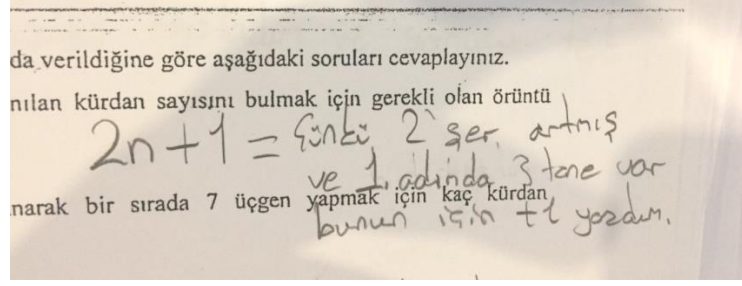 da verildiğine göre aşağıdaki soruları cevaplayınız.
nılan kürdan sayısını bulmak için gerekli olan örüntü
2n+1 = Çünkü 2'şer artmış
ve 1. adında 3 tane var
narak bir sırada 7 üçgen yapmak için kaç kürdan
bunun için +1 yazdım.